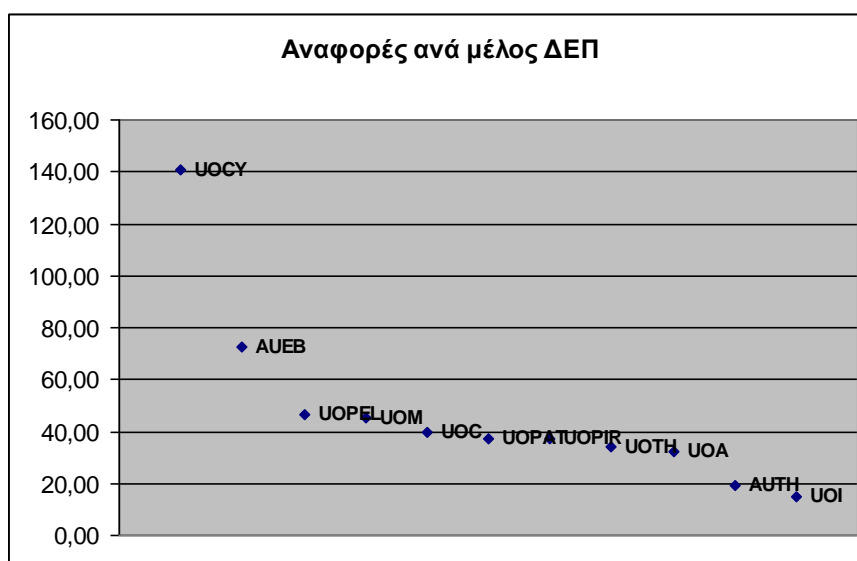 Αναφορές ανά μέλος ΔΕΠ
160,00
140,00
120,00
100,00
80,00
60,00
40,00
20,00
0,00
UOCY
AUEB
UOPEL
UOM
UOC
UOPAT
UOPIR
UOTH
UOA
AUTH
UOI